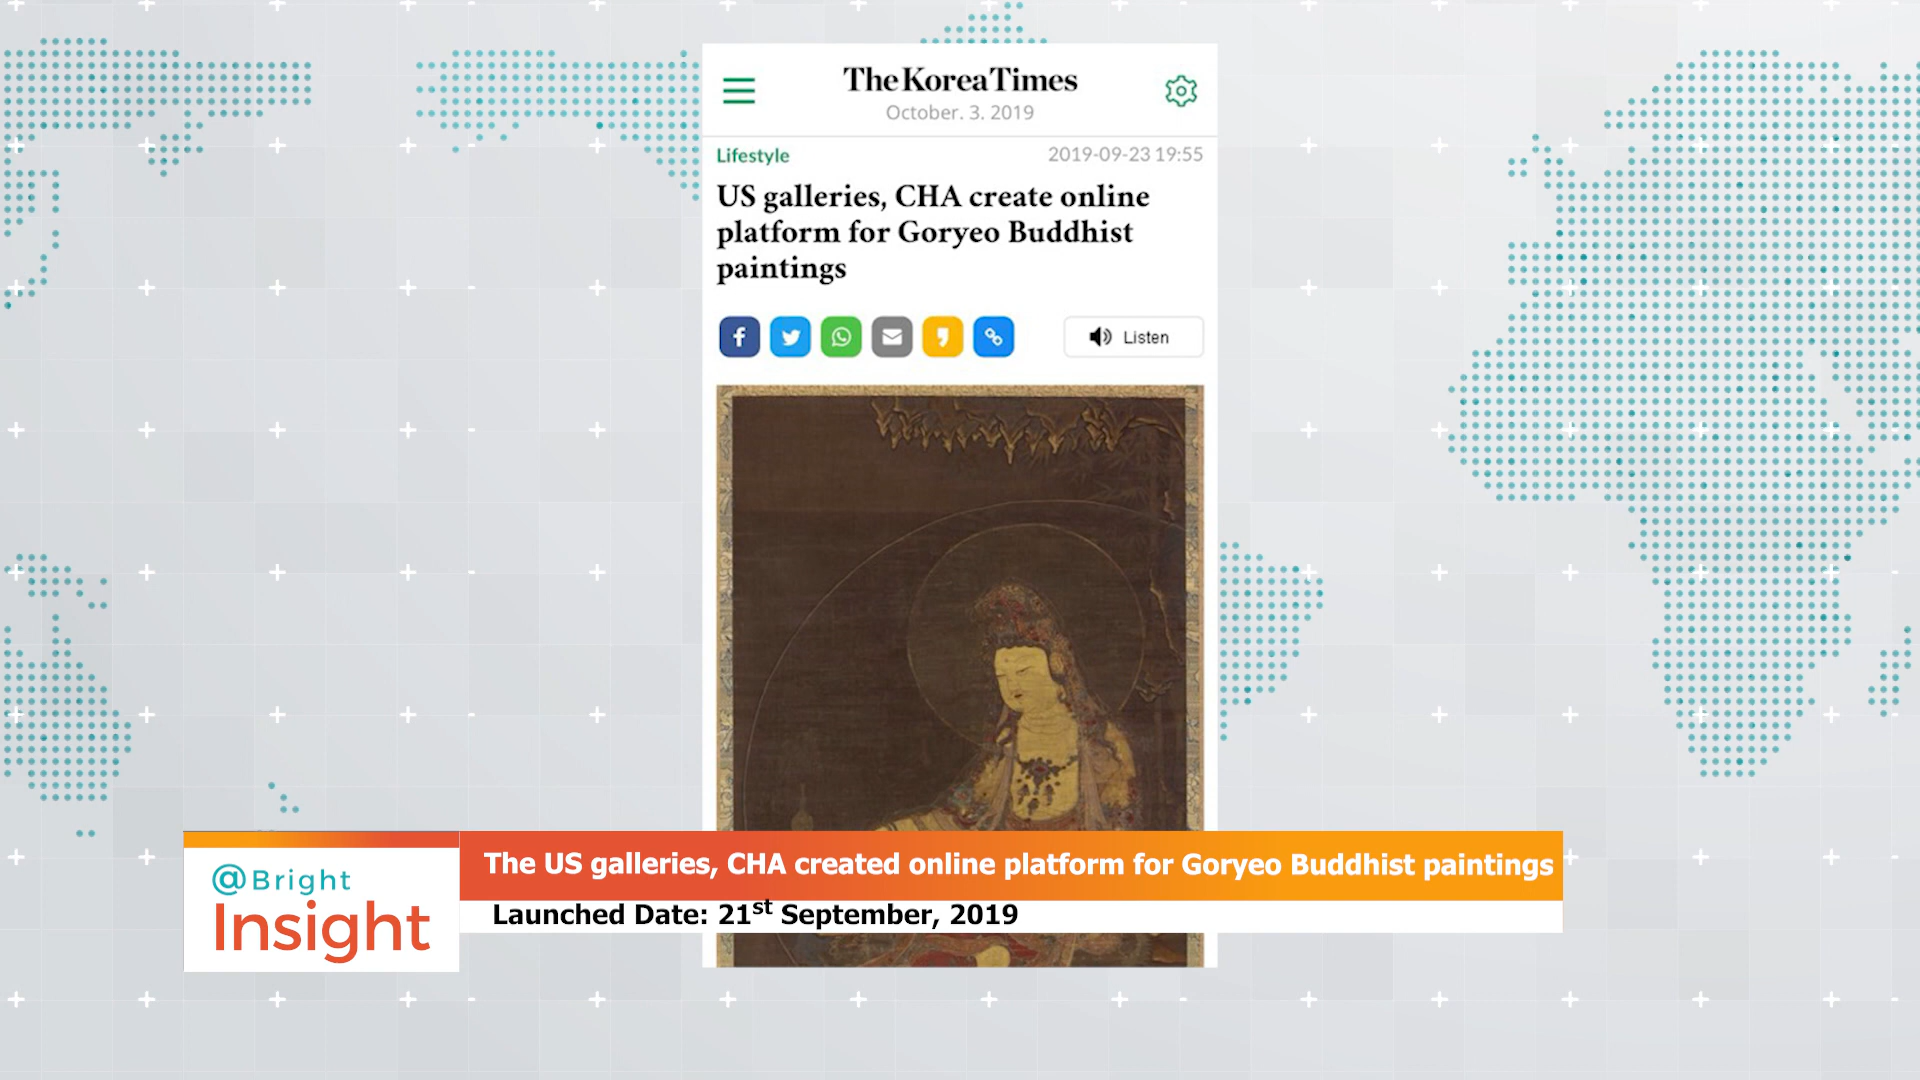 The Korea Times
October. 3. 2019
Lifestyle
2019-09-23 19:55
US galleries, CHA create online
platform for Goryeo Buddhist
paintings
Listen
@Bright
Insight
The US galleries, CHA created online platform for Goryeo Buddhist paintings
Launched Date: 21st September, 2019